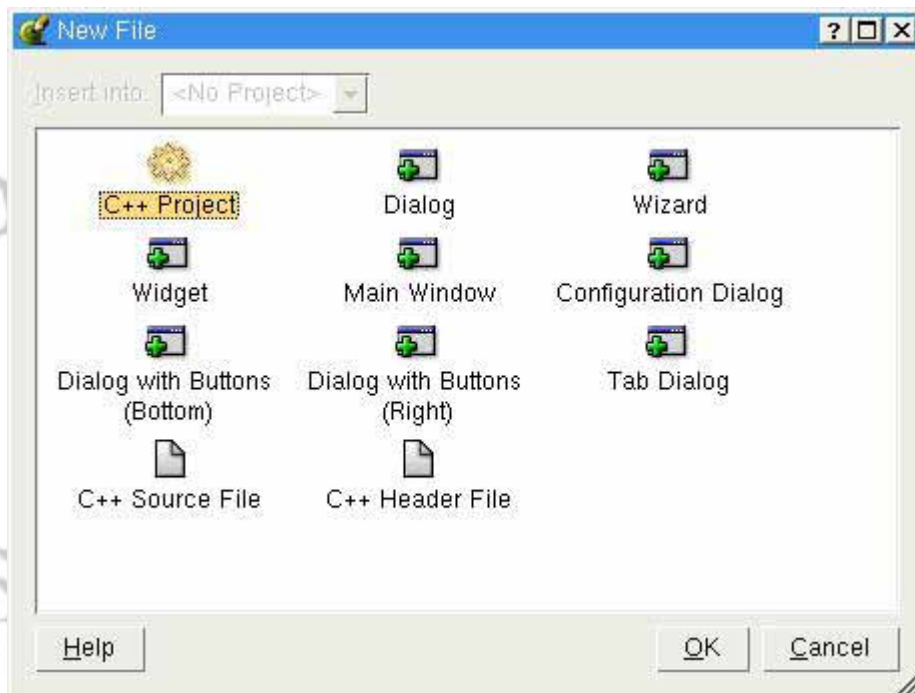 New File
Insert into: <No Project>
C++ Project
Dialog
Wizard
Widget
Main Window
Configuration Dialog
Dialog with Buttons
(Bottom)
Dialog with Buttons
(Right)
Tab Dialog
C++ Source File
C++ Header File
Help
OK
Cancel